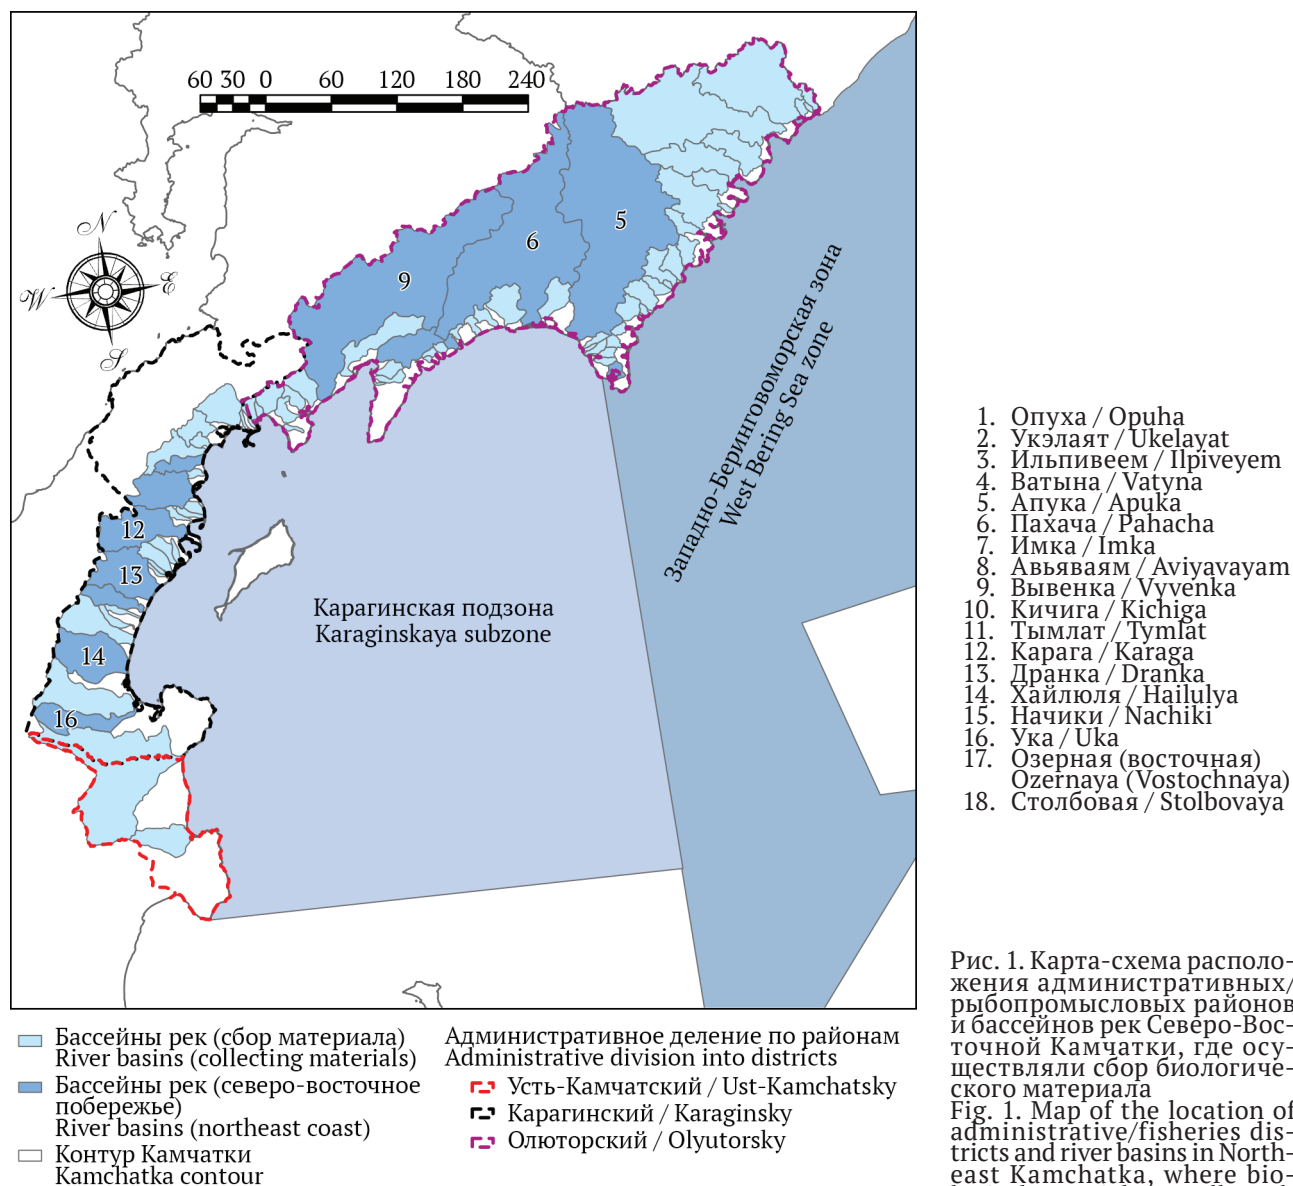 60 30 0 60 120 180 240
N
W
E
S
5
6
9
12
13
14
16
Западно-Беринговоморская зона
West Bering Sea zone
Карагинская подзона
Karaginskaya subzone
1. Опуха / Opuha
2. Укэлаят / Ukelayat
3. Ильпивеем / Ilpiveyem
4. Ватына / Vatyna
5. Апука / Apuka
6. Пахача / Pahacha
7. Имка / Imka
8. Авьяваям / Aviyavayam
9. Вывенка / Vyvenka
10. Кичига / Kichiga
11. Тымлат / Tymlat
12. Карага / Karaga
13. Дранка / Dranka
14. Хайлюля / Hailulya
15. Начики / Nachiki
16. Ука / Uka
17. Озерная (восточная)
Ozernaya (Vostochnaya)
18. Столбовая / Stolbovaya
Бассейны рек (сбор материала)
River basins (collecting materials)
Бассейны рек (северо-восточное
побережье)
River basins (northeast coast)
Контур Камчатки
Kamchatka contour
Административное деление по районам
Administrative division into districts
Усть-Камчатский / Ust-Kamchatsky
Карагинский / Karaginsky
Олюторский / Olyutorsky
Рис. 1. Карта-схема располо-
жения административных/
рыбопромысловых районов
и бассейнов рек Северо-Вос-
точной Камчатки, где осу-
ществляли сбор биологиче-
ского материала
Fig. 1. Map of the location of
administrative/fisheries dis-
tricts and river basins in North-
east Kamchatka, where bio-